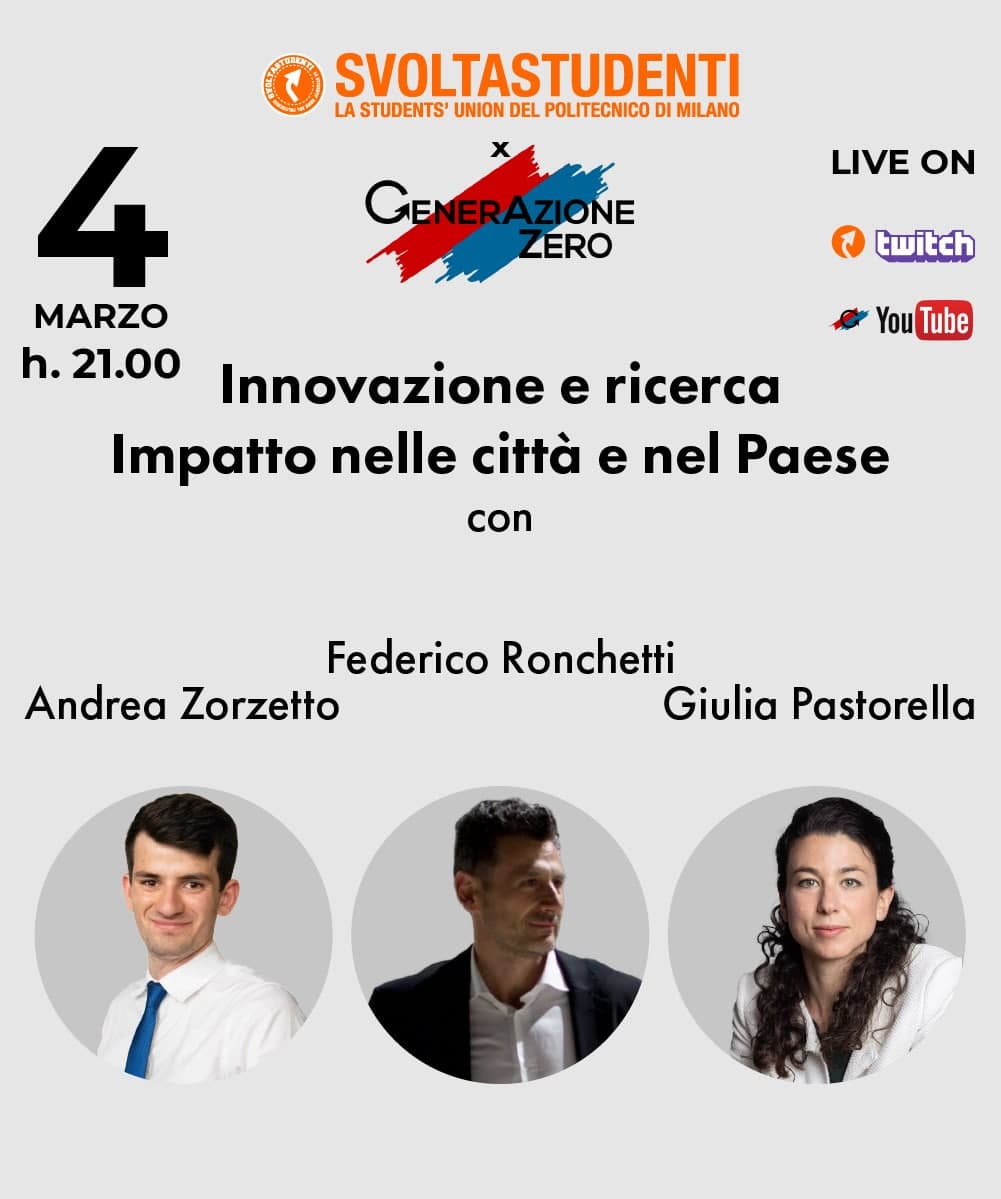 SVOLTASTUDENTI
SVOLTASTUDENTI
LA STUDENTS' UNION DEL POLITECNICO DI MILANO
x
GENERAZIONE
ZERO
4
MARZO
h. 21.00
LIVE ON
twitch
YouTube
Innovazione e ricerca
Impatto nelle città e nel Paese
con
Federico Ronchetti
Andrea Zorzetto
Giulia Pastorella